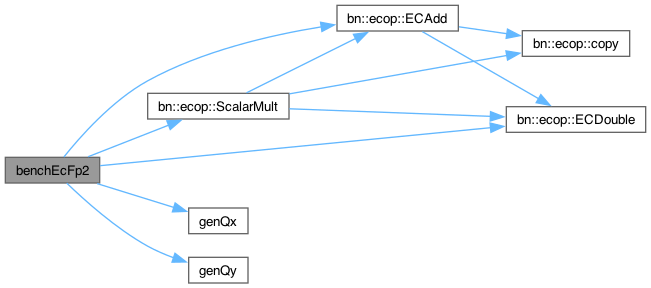 bn::ecop::ECAdd
bn::ecop::copy
bn::ecop::ScalarMult
bn::ecop::ECDouble
benchEcFp2
genQx
genQy